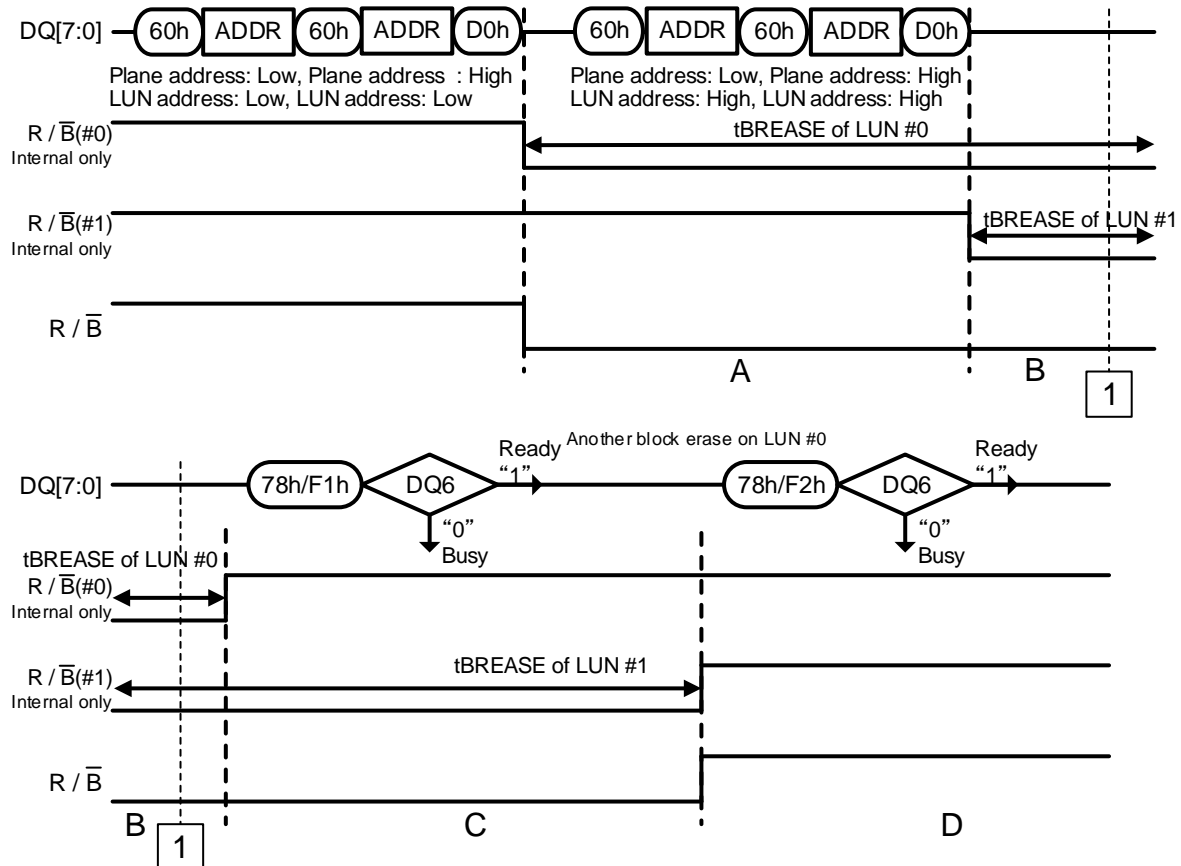 DQ[7:0] 60h ADDR 60h ADDR D0h 60h ADDR 60h ADDR D0h
Plane address: Low, Plane address : High Plane address: Low, Plane address: High
LUN address: Low, LUN address: Low LUN address: High, LUN address: High
R / B̅(#0) tBREASE of LUN #0
Internal only
R / B̅(#1) tBREASE of LUN #1
Internal only
R / B̅
A B
1
Ready Another block erase on LUN #0 Ready
DQ[7:0] 78h/F1h DQ6 "1" 78h/F2h DQ6 "1"
“0” “0”
Busy Busy
tBREASE of LUN #0
R / B̅(#0)
Internal only
R / B̅(#1) tBREASE of LUN #1
Internal only
R / B̅
B C D
1